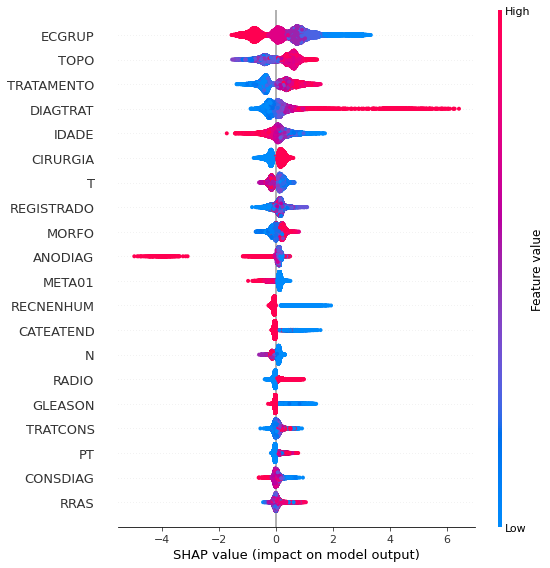 High
ECGRUP
TOPO
TRATAMENTO
DIAGTRAT
IDADE
CIRURGIA
T
REGISTRADO
MORFO
ANODIAG
META01
RECNENHUM
CATEATEND
N
RADIO
GLEASON
TRATCONS
PT
CONSDIAG
RRAS
Feature value
Low
−4 −2 0 2 4 6
SHAP value (impact on model output)